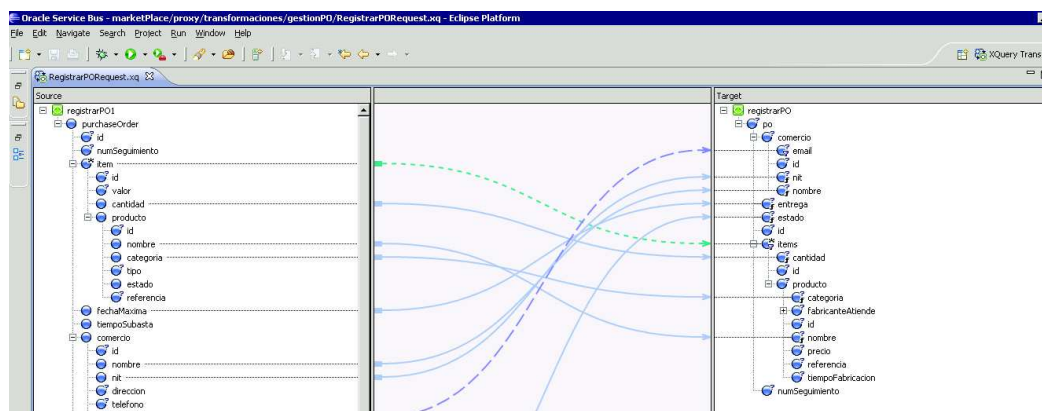 Oracle Service Bus - marketPlace/proxy/transformaciones/gestionPO/RegistrarPORequest.xq - Eclipse Platform
File Edit Navigate Search Project Run Window Help
XQuery Trans
RegistrarPORequest.xq
Source
registrarPO1
purchaseOrder
id
numSeguimiento
item
id
valor
cantidad
producto
id
nombre
categoria
tipo
estado
referencia
fechaMaxima
tiempoSubasta
comercio
id
nombre
nit
direccion
telefono
Target
registrarPO
po
comercio
email
id
nit
nombre
entrega
estado
id
items
cantidad
id
producto
categoria
fabricanteAtiende
id
nombre
precio
referencia
tiempoFabricacion
numSeguimiento